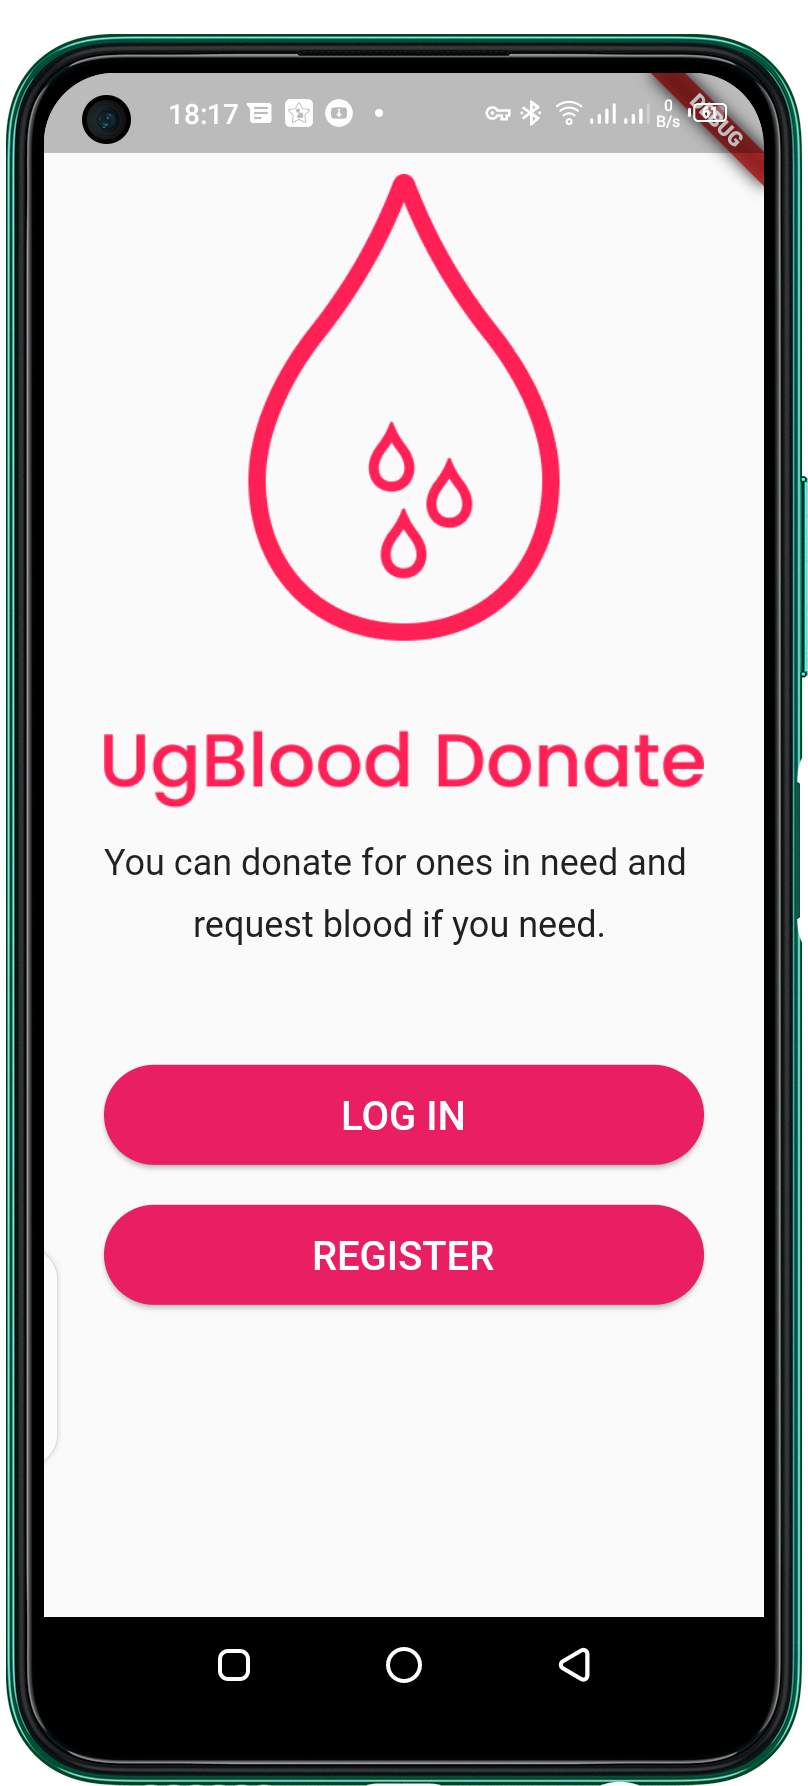 18:17
0
B/s
61
DEBUG
UgBlood Donate
You can donate for ones in need and
request blood if you need.
LOG IN
REGISTER